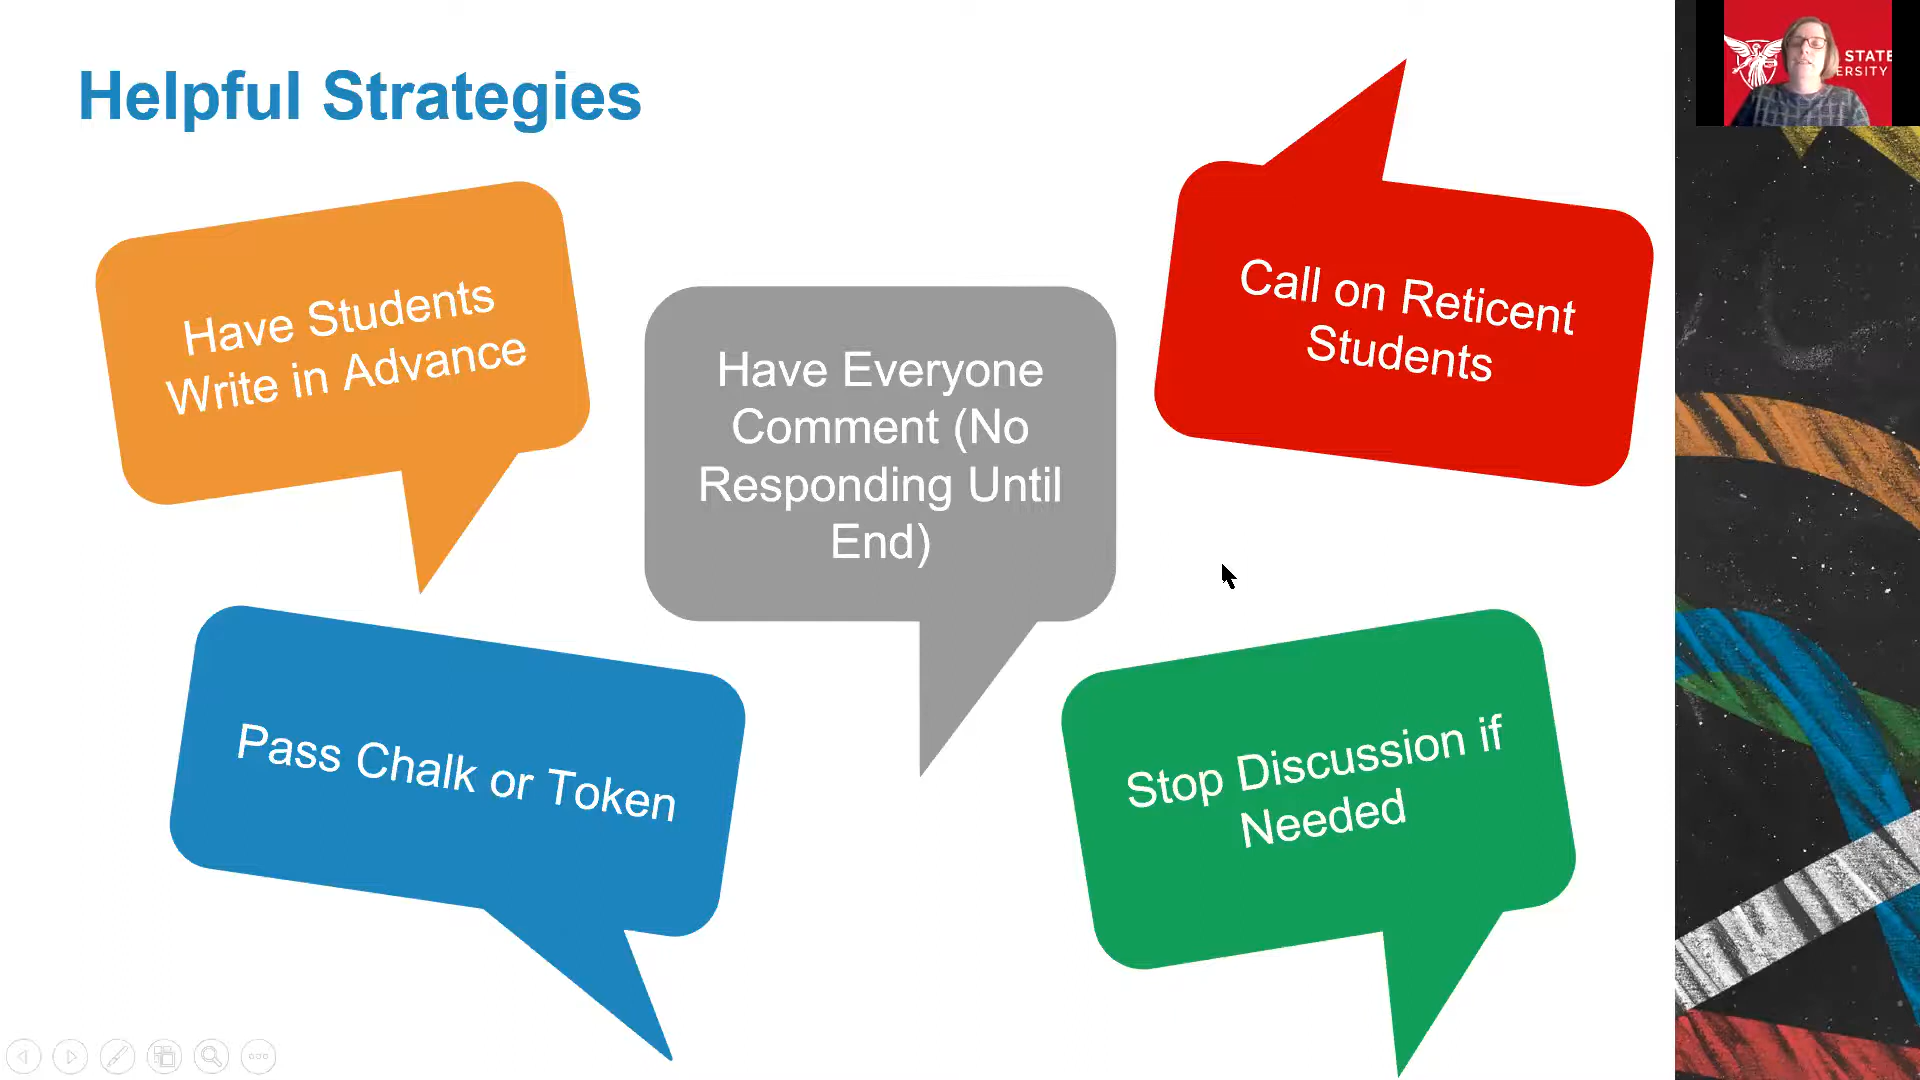 Helpful Strategies
Have Students
Write in Advance
Have Everyone
Comment (No
Responding Until
End)
Call on Reticent
Students
Pass Chalk or Token
Stop Discussion if
Needed
STATE
ERSITY